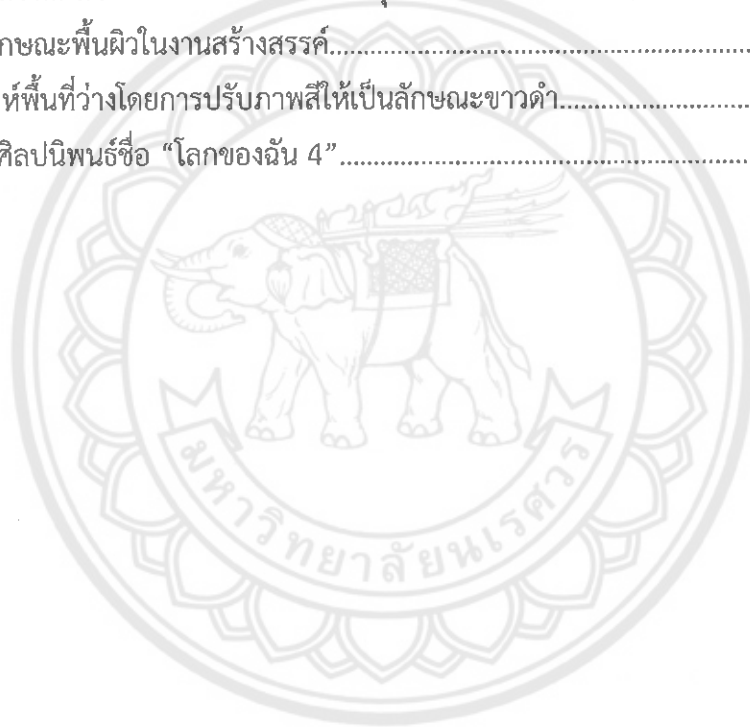 กษณะพื้นผิวในงานสร้างสรรค์................................................................
ห์พื้นที่ว่างโดยการปรับภาพสีให้เป็นลักษณะขาวดำ............................
ศิลปนิพนธ์ชื่อ “โลกของฉัน 4”..............................................................
มหาวิทยาลัยนเรศวร